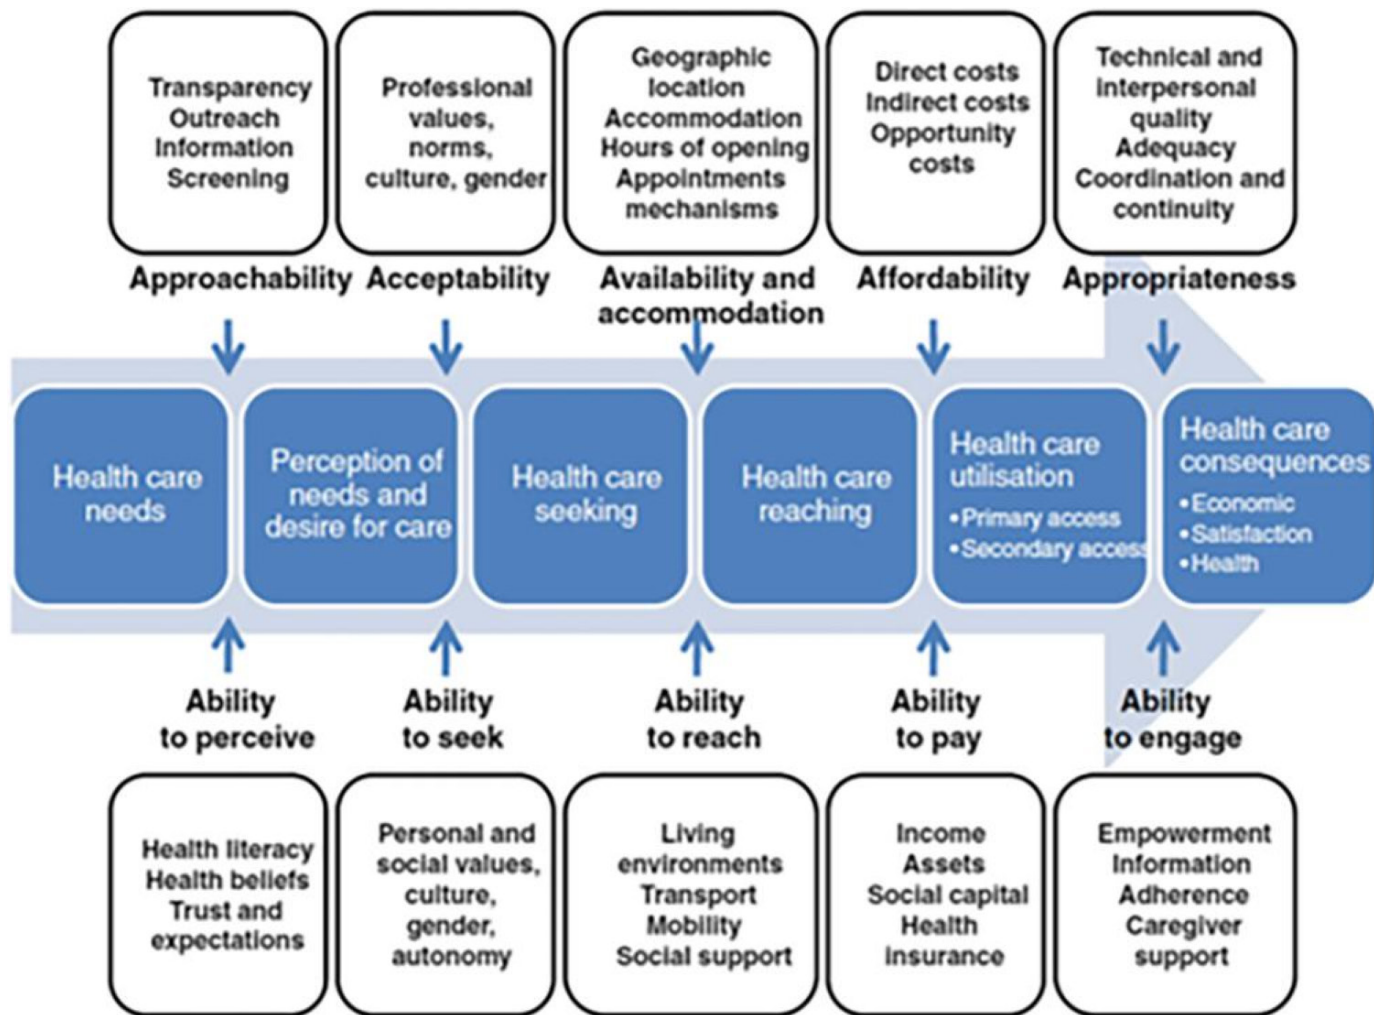 Transparency
Outreach
Information
Screening
Professional
values,
norms,
culture, gender
Geographic
location
Accommodation
Hours of opening
Appointments
mechanisms
Direct costs
Indirect costs
Opportunity
costs
Technical and
interpersonal
quality
Adequacy
Coordination and
continuity
Approachability
Acceptability
Availability and
accommodation
Affordability
Appropriateness
Health care
needs
Perception of
needs and
desire for care
Health care
seeking
Health care
reaching
Health care
utilisation
•Primary access
•Secondary access
Health care
consequences
•Economic
•Satisfaction
•Health
Ability
to perceive
Ability
to seek
Ability
to reach
Ability
to pay
Ability
to engage
Health literacy
Health beliefs
Trust and
expectations
Personal and
social values,
culture,
gender,
autonomy
Living
environments
Transport
Mobility
Social support
Income
Assets
Social capital
Health
insurance
Empowerment
Information
Adherence
Caregiver
support